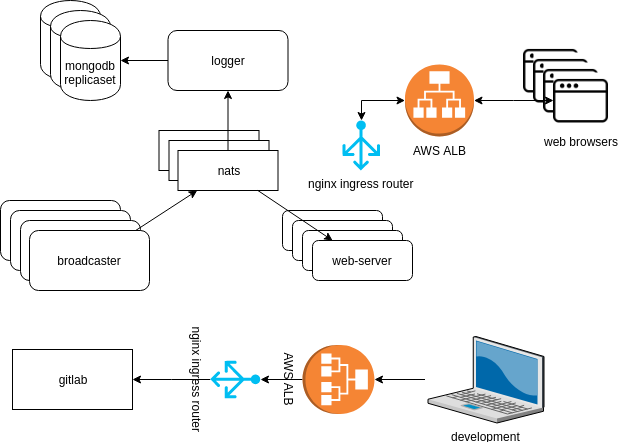 mongodb
replicaset
logger
AWS ALB
web browsers
nginx ingress router
nats
broadcaster
web-server
gitlab
nginx ingress router
AWS ALB
development